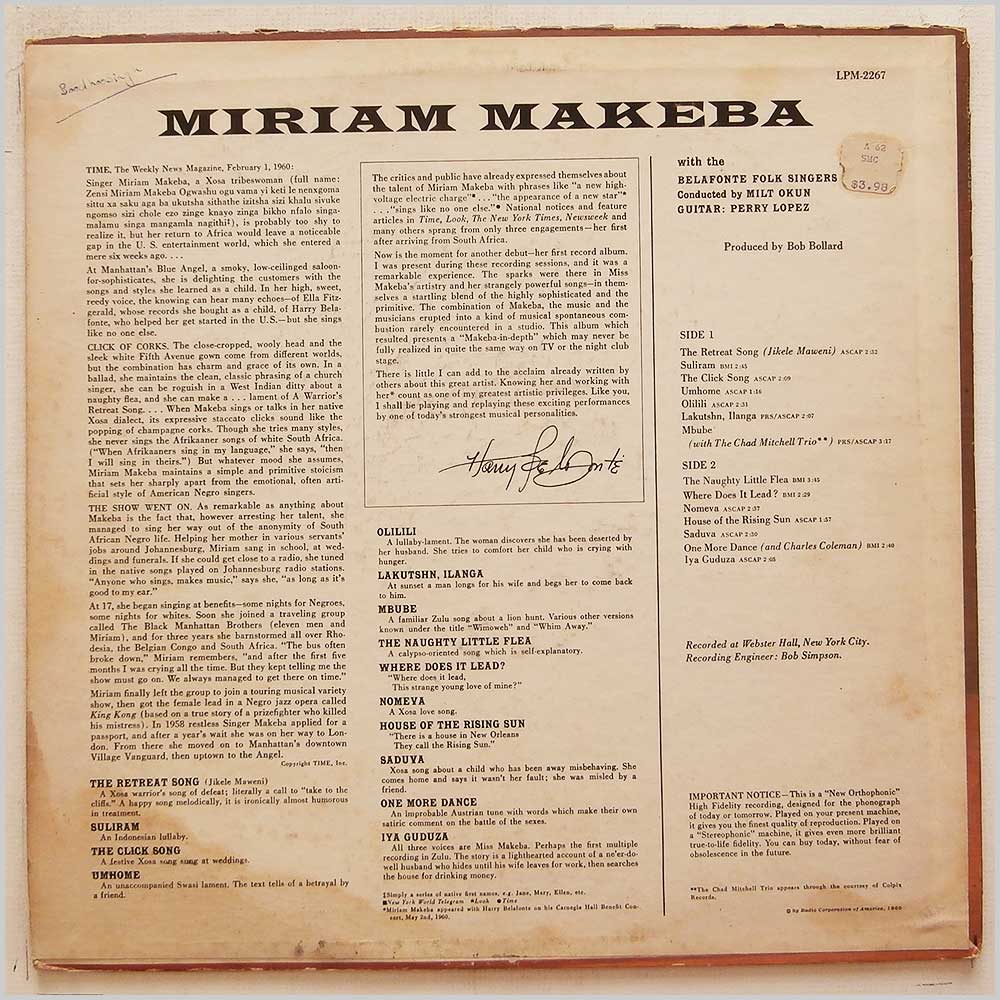 LPM-2267
MIRIAM MAKEBA
TIME, The Weekly News Magazine, February 1, 1960:
Singer Miriam Makeba, a Xosa tribeswoman (full name:
Zensi Miriam Makeba Ogwashu ogu vama yi keti le nenxgoma
sittu xa saku aga ba ukutsha sithathe izitsha sizi khalu sivuke
ngomso sizi chole ezo zinge knayo zinga bikho nfalo singa-
malamu singa mangamla nagithi‡), is probably too shy to
realize it, but her return to Africa would leave a noticeable
gap in the U. S. entertainment world, which she entered a
mere six weeks ago. . . .
At Manhattan's Blue Angel, a smoky, low-ceilinged saloon-
for-sophisticates, she is delighting the customers with the
songs and styles she learned as a child. In her high, sweet,
reedy voice, the knowing can hear many echoes—of Ella Fitz-
gerald, whose records she bought as a child, of Harry Bela-
fonte, who helped her get started in the U.S.—but she sings
like no one else.
CLICK OF CORKS. The close-cropped, wooly head and the
sleek white Fifth Avenue gown come from different worlds,
but the combination has charm and grace of its own. In a
ballad, she maintains the clean, classic phrasing of a church
singer, she can be roguish in a West Indian ditty about a
naughty flea, and she can make a . . . lament of A Warrior's
Retreat Song. . . . When Makeba sings or talks in her native
Xosa dialect, its expressive staccato clicks sound like the
popping of champagne corks. Though she tries many styles,
she never sings the Afrikaaner songs of white South Africa.
("When Afrikaaners sing in my language," she says, "then
I will sing in theirs.") But whatever mood she assumes,
Miriam Makeba maintains a simple and primitive stoicism
that sets her sharply apart from the emotional, often arti-
ficial style of American Negro singers.
THE SHOW WENT ON. As remarkable as anything about
Makeba is the fact that, however arresting her talent, she
managed to sing her way out of the anonymity of South
African Negro life. Helping her mother in various servants'
jobs around Johannesburg, Miriam sang in school, at wed-
dings and funerals. If she could get close to a radio, she tuned
in the native songs played on Johannesburg radio stations.
"Anyone who sings, makes music," says she, "as long as it's
good to my ear."
At 17, she began singing at benefits—some nights for Negroes,
some nights for whites. Soon she joined a traveling group
called The Black Manhattan Brothers (eleven men and
Miriam), and for three years she barnstormed all over Rho-
desia, the Belgian Congo and South Africa. "The bus often
broke down," Miriam remembers, "and after the first five
months I was crying all the time. But they kept telling me the
show must go on. We always managed to get there on time."
Miriam finally left the group to join a touring musical variety
show, then got the female lead in a Negro jazz opera called
King Kong (based on a true story of a prizefighter who killed
his mistress). In 1958 restless Singer Makeba applied for a
passport, and after a year's wait she was on her way to Lon-
don. From there she moved on to Manhattan's downtown
Village Vanguard, then uptown to the Angel.
Copyright TIME, Inc.
THE RETREAT SONG (Jikele Maweni)
A Xosa warrior's song of defeat; literally a call to "take to the
cliffs." A happy song melodically, it is ironically almost humorous
in treatment.
SULIRAM
An Indonesian lullaby.
THE CLICK SONG
A festive Xosa song sung at weddings.
UMHOME
An unaccompanied Swasi lament. The text tells of a betrayal by
a friend.
The critics and public have already expressed themselves about
the talent of Miriam Makeba with phrases like "a new high-
voltage electric charge"• . . . "the appearance of a new star"•
. . . "sings like no one else."• National notices and feature
articles in Time, Look, The New York Times, Newsweek and
many others sprang from only three engagements—her first
after arriving from South Africa.
Now is the moment for another debut—her first record album.
I was present during these recording sessions, and it was a
remarkable experience. The sparks were there in Miss
Makeba's artistry and her strangely powerful songs—in them-
selves a startling blend of the highly sophisticated and the
primitive. The combination of Makeba, the music and the
musicians erupted into a kind of musical spontaneous com-
bustion rarely encountered in a studio. This album which
resulted presents a "Makeba-in-depth" which may never be
fully realized in quite the same way on TV or the night club
stage.
There is little I can add to the acclaim already written by
others about this great artist. Knowing her and working with
her* count as one of my greatest artistic privileges. Like you,
I shall be playing and replaying these exciting performances
by one of today's strongest musical personalities.
Harry Belafonte
OLILILI
A lullaby-lament. The woman discovers she has been deserted by
her husband. She tries to comfort her child who is crying with
hunger.
LAKUTSHN, ILANGA
At sunset a man longs for his wife and begs her to come back
to him.
MBUBE
A familiar Zulu song about a lion hunt. Various other versions
known under the title "Wimoweh" and "Whim Away."
THE NAUGHTY LITTLE FLEA
A calypso-oriented song which is self-explanatory.
WHERE DOES IT LEAD?
"Where does it lead,
This strange young love of mine?"
NOMEVA
A Xosa love song.
HOUSE OF THE RISING SUN
"There is a house in New Orleans
They call the Rising Sun."
SADUVA
Xosa song about a child who has been away misbehaving. She
comes home and says it wasn't her fault; she was misled by a
friend.
ONE MORE DANCE
An improbable Austrian tune with words which make their own
satiric comment on the battle of the sexes.
IYA GUDUZA
All three voices are Miss Makeba. Perhaps the first multiple
recording in Zulu. The story is a lighthearted account of a ne'er-do-
well husband who hides until his wife leaves for work, then searches
the house for drinking money.
‡Simply a series of native first names, e.g. Jane, Mary, Ellen, etc.
■New York World Telegram •Look •Time
*Miriam Makeba appeared with Harry Belafonte on his Carnegie Hall Benefit Con-
cert, May 2nd, 1960.
with the
BELAFONTE FOLK SINGERS
Conducted by MILT OKUN
GUITAR: PERRY LOPEZ
A 62
SMC
$3.98
Produced by Bob Bollard
SIDE 1
The Retreat Song (Jikele Maweni) ASCAP 2:32
Suliram BMI 2:45
The Click Song ASCAP 2:09
Umhome ASCAP 1:16
Olilili ASCAP 2:31
Lakutshn, Ilanga PRS/ASCAP 2:07
Mbube
(with The Chad Mitchell Trio**) PRS/ASCAP 3:17
SIDE 2
The Naughty Little Flea BMI 3:45
Where Does It Lead? BMI 2:29
Nomeva ASCAP 2:37
House of the Rising Sun ASCAP 1:57
Saduva ASCAP 2:30
One More Dance (and Charles Coleman) BMI 2:40
Iya Guduza ASCAP 2:05
Recorded at Webster Hall, New York City.
Recording Engineer: Bob Simpson.
IMPORTANT NOTICE—This is a "New Orthophonic"
High Fidelity recording, designed for the phonograph
of today or tomorrow. Played on your present machine,
it gives you the finest quality of reproduction. Played on
a "Stereophonic" machine, it gives even more brilliant
true-to-life fidelity. You can buy today, without fear of
obsolescence in the future.
**The Chad Mitchell Trio appears through the courtesy of Colpix
Records.
© by Radio Corporation of America, 1960